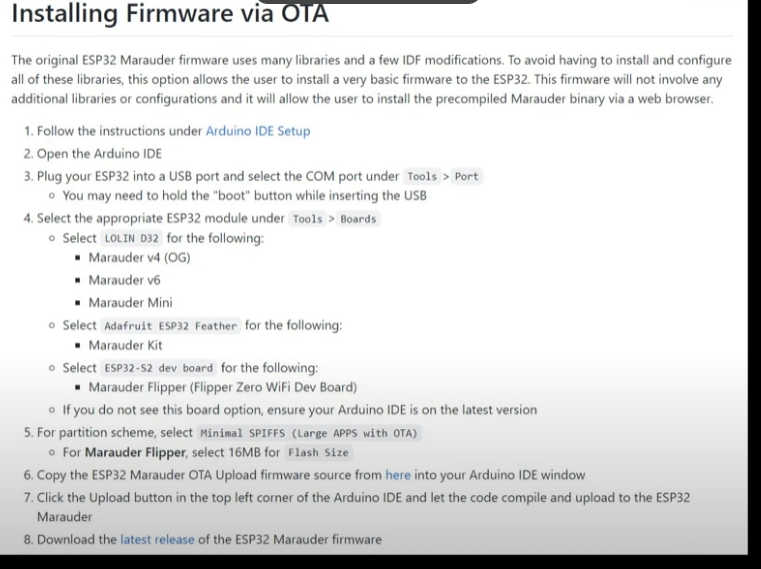 Installing Firmware via OTA
The original ESP32 Marauder firmware uses many libraries and a few IDF modifications. To avoid having to install and configure
all of these libraries, this option allows the user to install a very basic firmware to the ESP32. This firmware will not involve any
additional libraries or configurations and it will allow the user to install the precompiled Marauder binary via a web browser.
1. Follow the instructions under Arduino IDE Setup
2. Open the Arduino IDE
3. Plug your ESP32 into a USB port and select the COM port under Tools > Port
○ You may need to hold the "boot" button while inserting the USB
4. Select the appropriate ESP32 module under Tools > Boards
○ Select LOLIN D32 for the following:
▪ Marauder v4 (OG)
▪ Marauder v6
▪ Marauder Mini
○ Select Adafruit ESP32 Feather for the following:
▪ Marauder Kit
○ Select ESP32-S2 dev board for the following:
▪ Marauder Flipper (Flipper Zero WiFi Dev Board)
○ If you do not see this board option, ensure your Arduino IDE is on the latest version
5. For partition scheme, select Minimal SPIFFS (Large APPS with OTA)
○ For Marauder Flipper, select 16MB for Flash Size
6. Copy the ESP32 Marauder OTA Upload firmware source from here into your Arduino IDE window
7. Click the Upload button in the top left corner of the Arduino IDE and let the code compile and upload to the ESP32
Marauder
8. Download the latest release of the ESP32 Marauder firmware